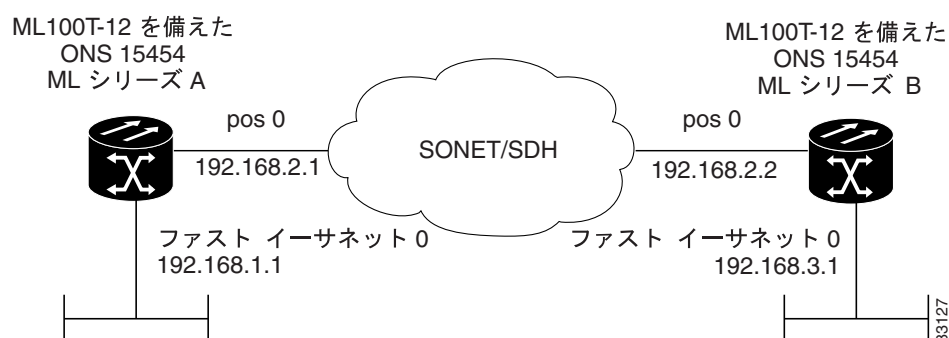 ML100T-12 を備えた
ONS 15454
ML シリーズ A
ML100T-12 を備えた
ONS 15454
ML シリーズ B
pos 0
192.168.2.1
SONET/SDH
pos 0
192.168.2.2
ファスト イーサネット 0
192.168.1.1
ファスト イーサネット 0
192.168.3.1